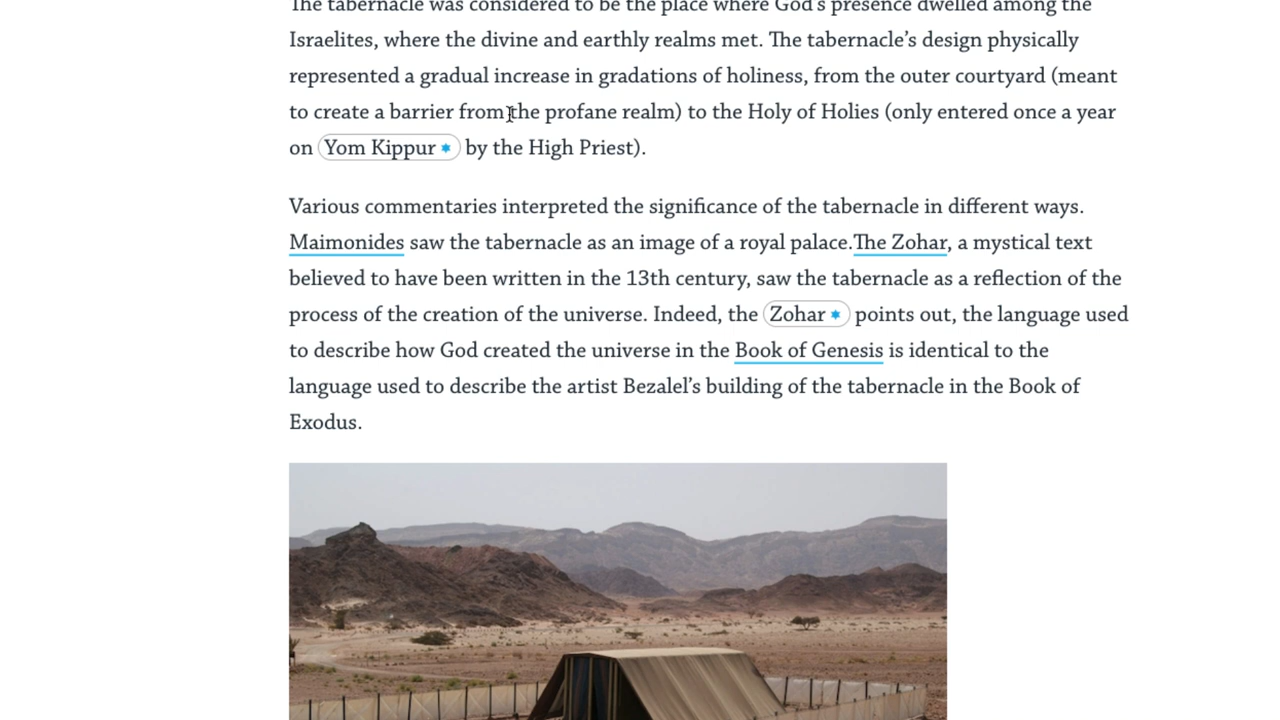 The tabernacle was considered to be the place where God's presence dwelled among the
Israelites, where the divine and earthly realms met. The tabernacle’s design physically
represented a gradual increase in gradations of holiness, from the outer courtyard (meant
to create a barrier from the profane realm) to the Holy of Holies (only entered once a year
on Yom Kippur by the High Priest).
Various commentaries interpreted the significance of the tabernacle in different ways.
Maimonides saw the tabernacle as an image of a royal palace.The Zohar, a mystical text
believed to have been written in the 13th century, saw the tabernacle as a reflection of the
process of the creation of the universe. Indeed, the Zohar points out, the language used
to describe how God created the universe in the Book of Genesis is identical to the
language used to describe the artist Bezalel’s building of the tabernacle in the Book of
Exodus.